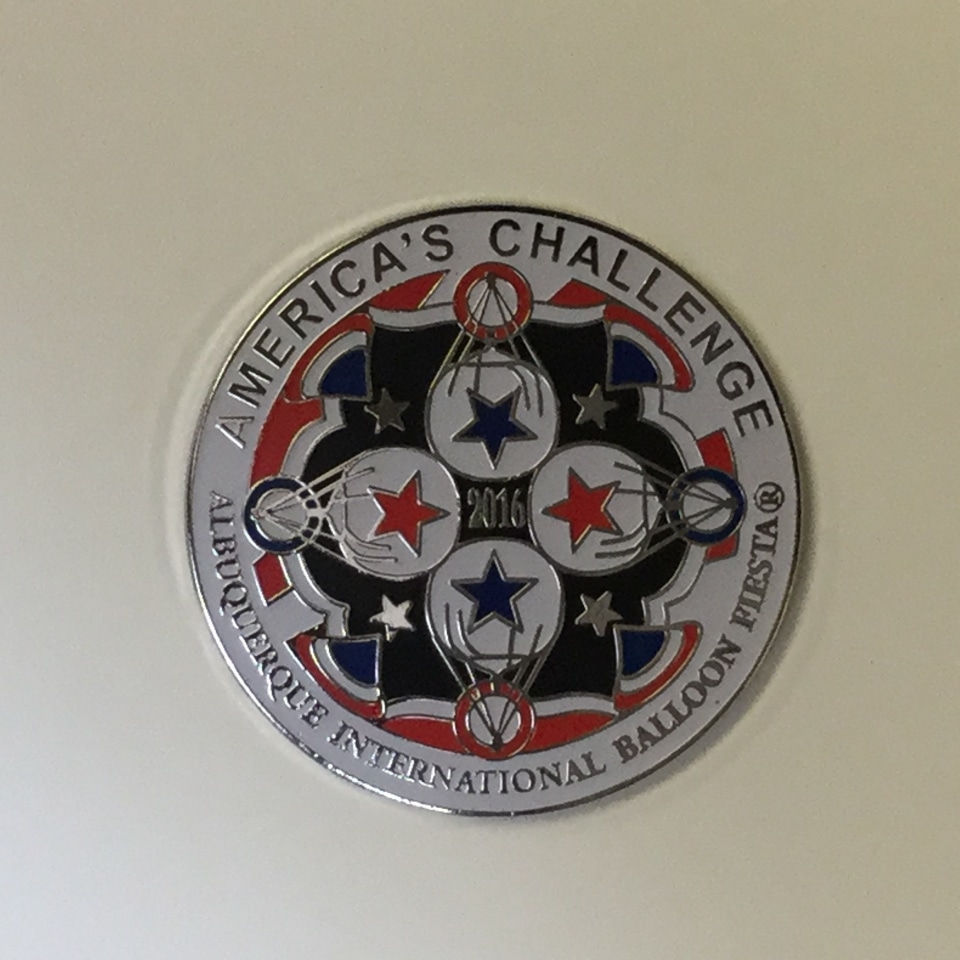 AMERICA'S CHALLENGE
2016
ALBUQUERQUE INTERNATIONAL BALLOON FIESTA®